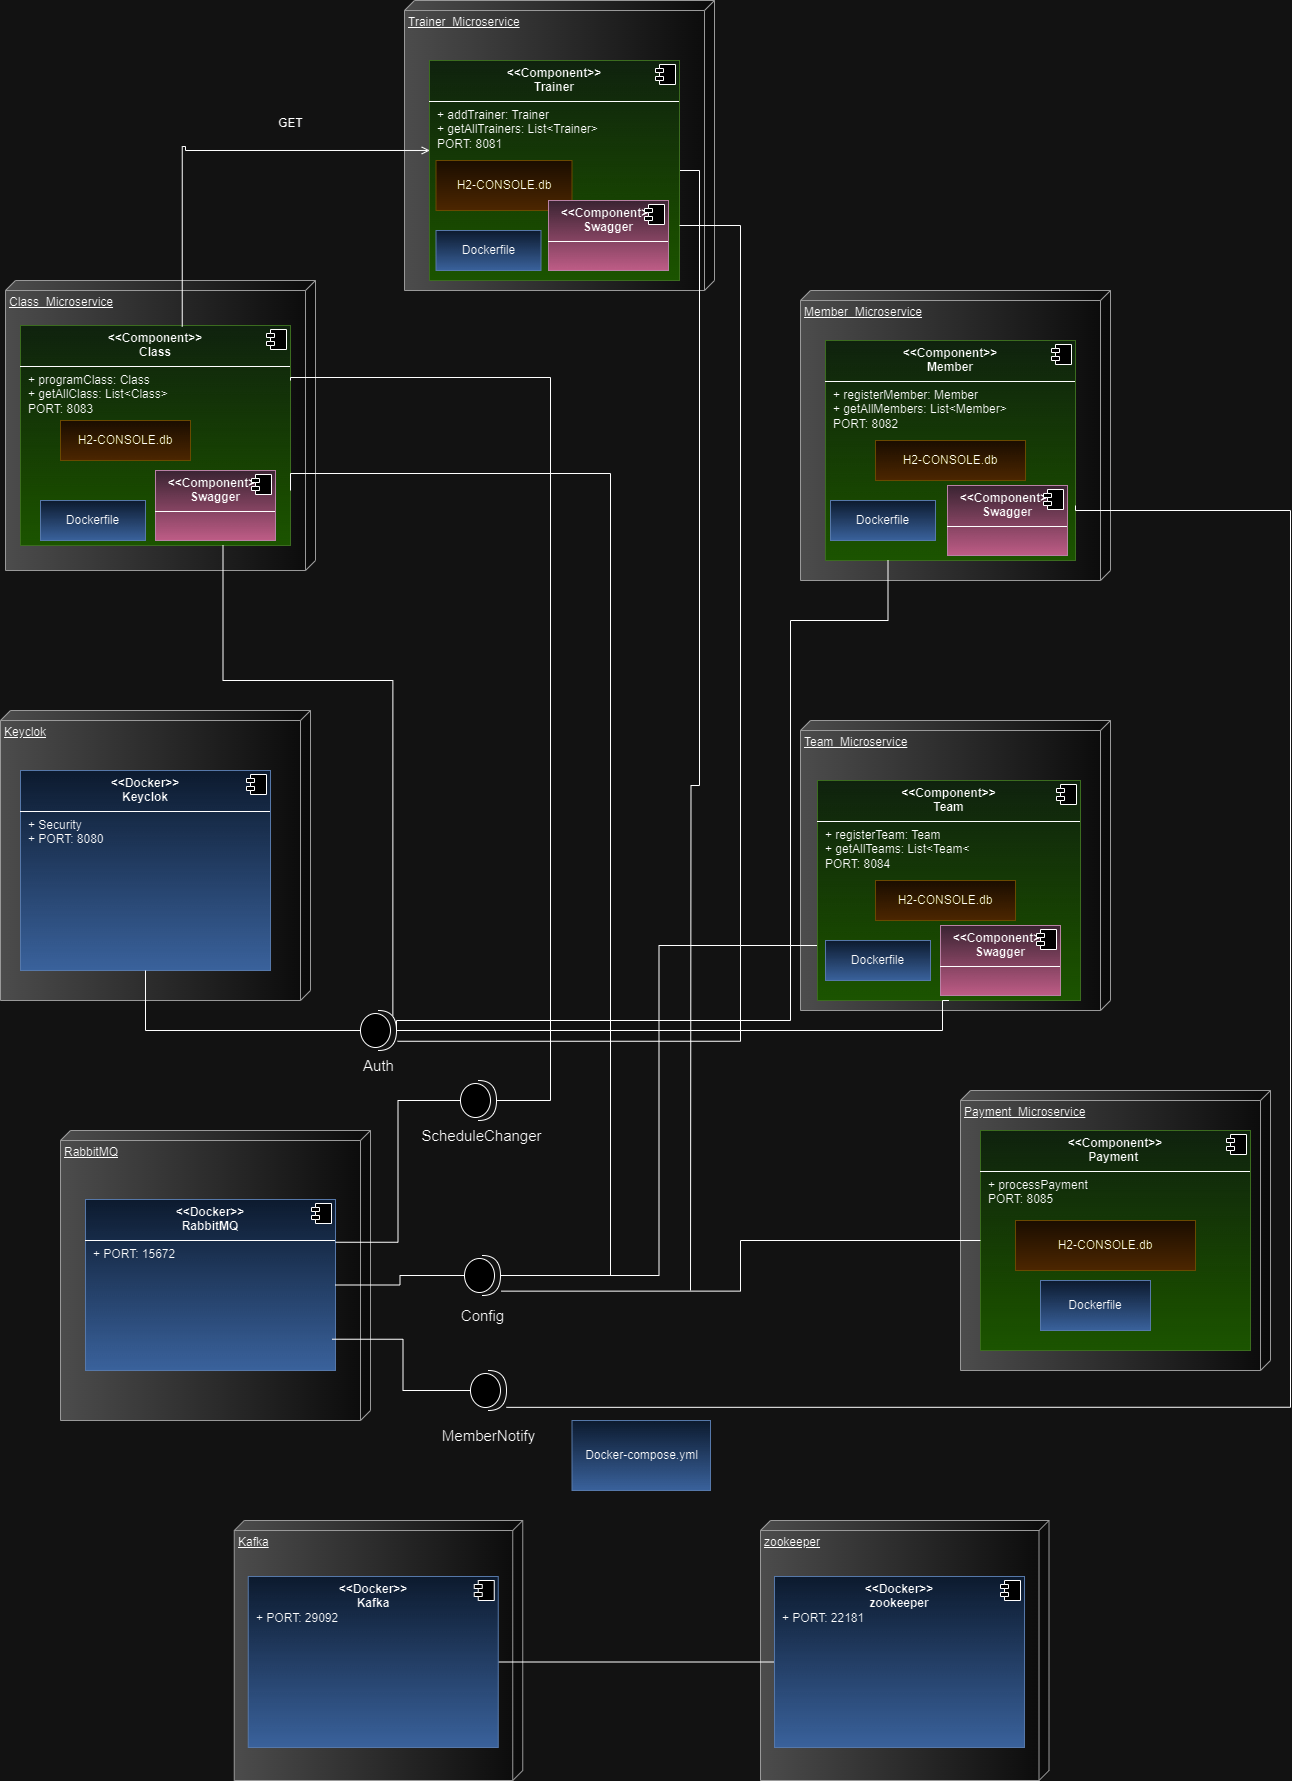 Trainer_Microservice
<<Component>>
Trainer
+ addTrainer: Trainer
+ getAllTrainers: List<Trainer>
PORT: 8081
H2-CONSOLE.db
<<Component>
Swagger
Dockerfile
GET
Class_Microservice
<<Component>>
Class
+ programClass: Class
+ getAllClass: List<Class>
PORT: 8083
H2-CONSOLE.db
<<Component>
Swagger
Dockerfile
Member_Microservice
<<Component>>
Member
+ registerMember: Member
+ getAllMembers: List<Member>
PORT: 8082
H2-CONSOLE.db
<<Component>
Swagger
Dockerfile
Keyclok
<<Docker>>
Keyclok
+ Security
+ PORT: 8080
Team_Microservice
<<Component>>
Team
+ registerTeam: Team
+ getAllTeams: List<Team<
PORT: 8084
H2-CONSOLE.db
<<Component>
Swagger
Dockerfile
Auth
ScheduleChanger
RabbitMQ
<<Docker>>
RabbitMQ
+ PORT: 15672
Payment_Microservice
<<Component>>
Payment
+ processPayment
PORT: 8085
H2-CONSOLE.db
Dockerfile
Config
MemberNotify
Docker-compose.yml
Kafka
<<Docker>>
Kafka
+ PORT: 29092
zookeeper
<<Docker>>
zookeeper
+ PORT: 22181